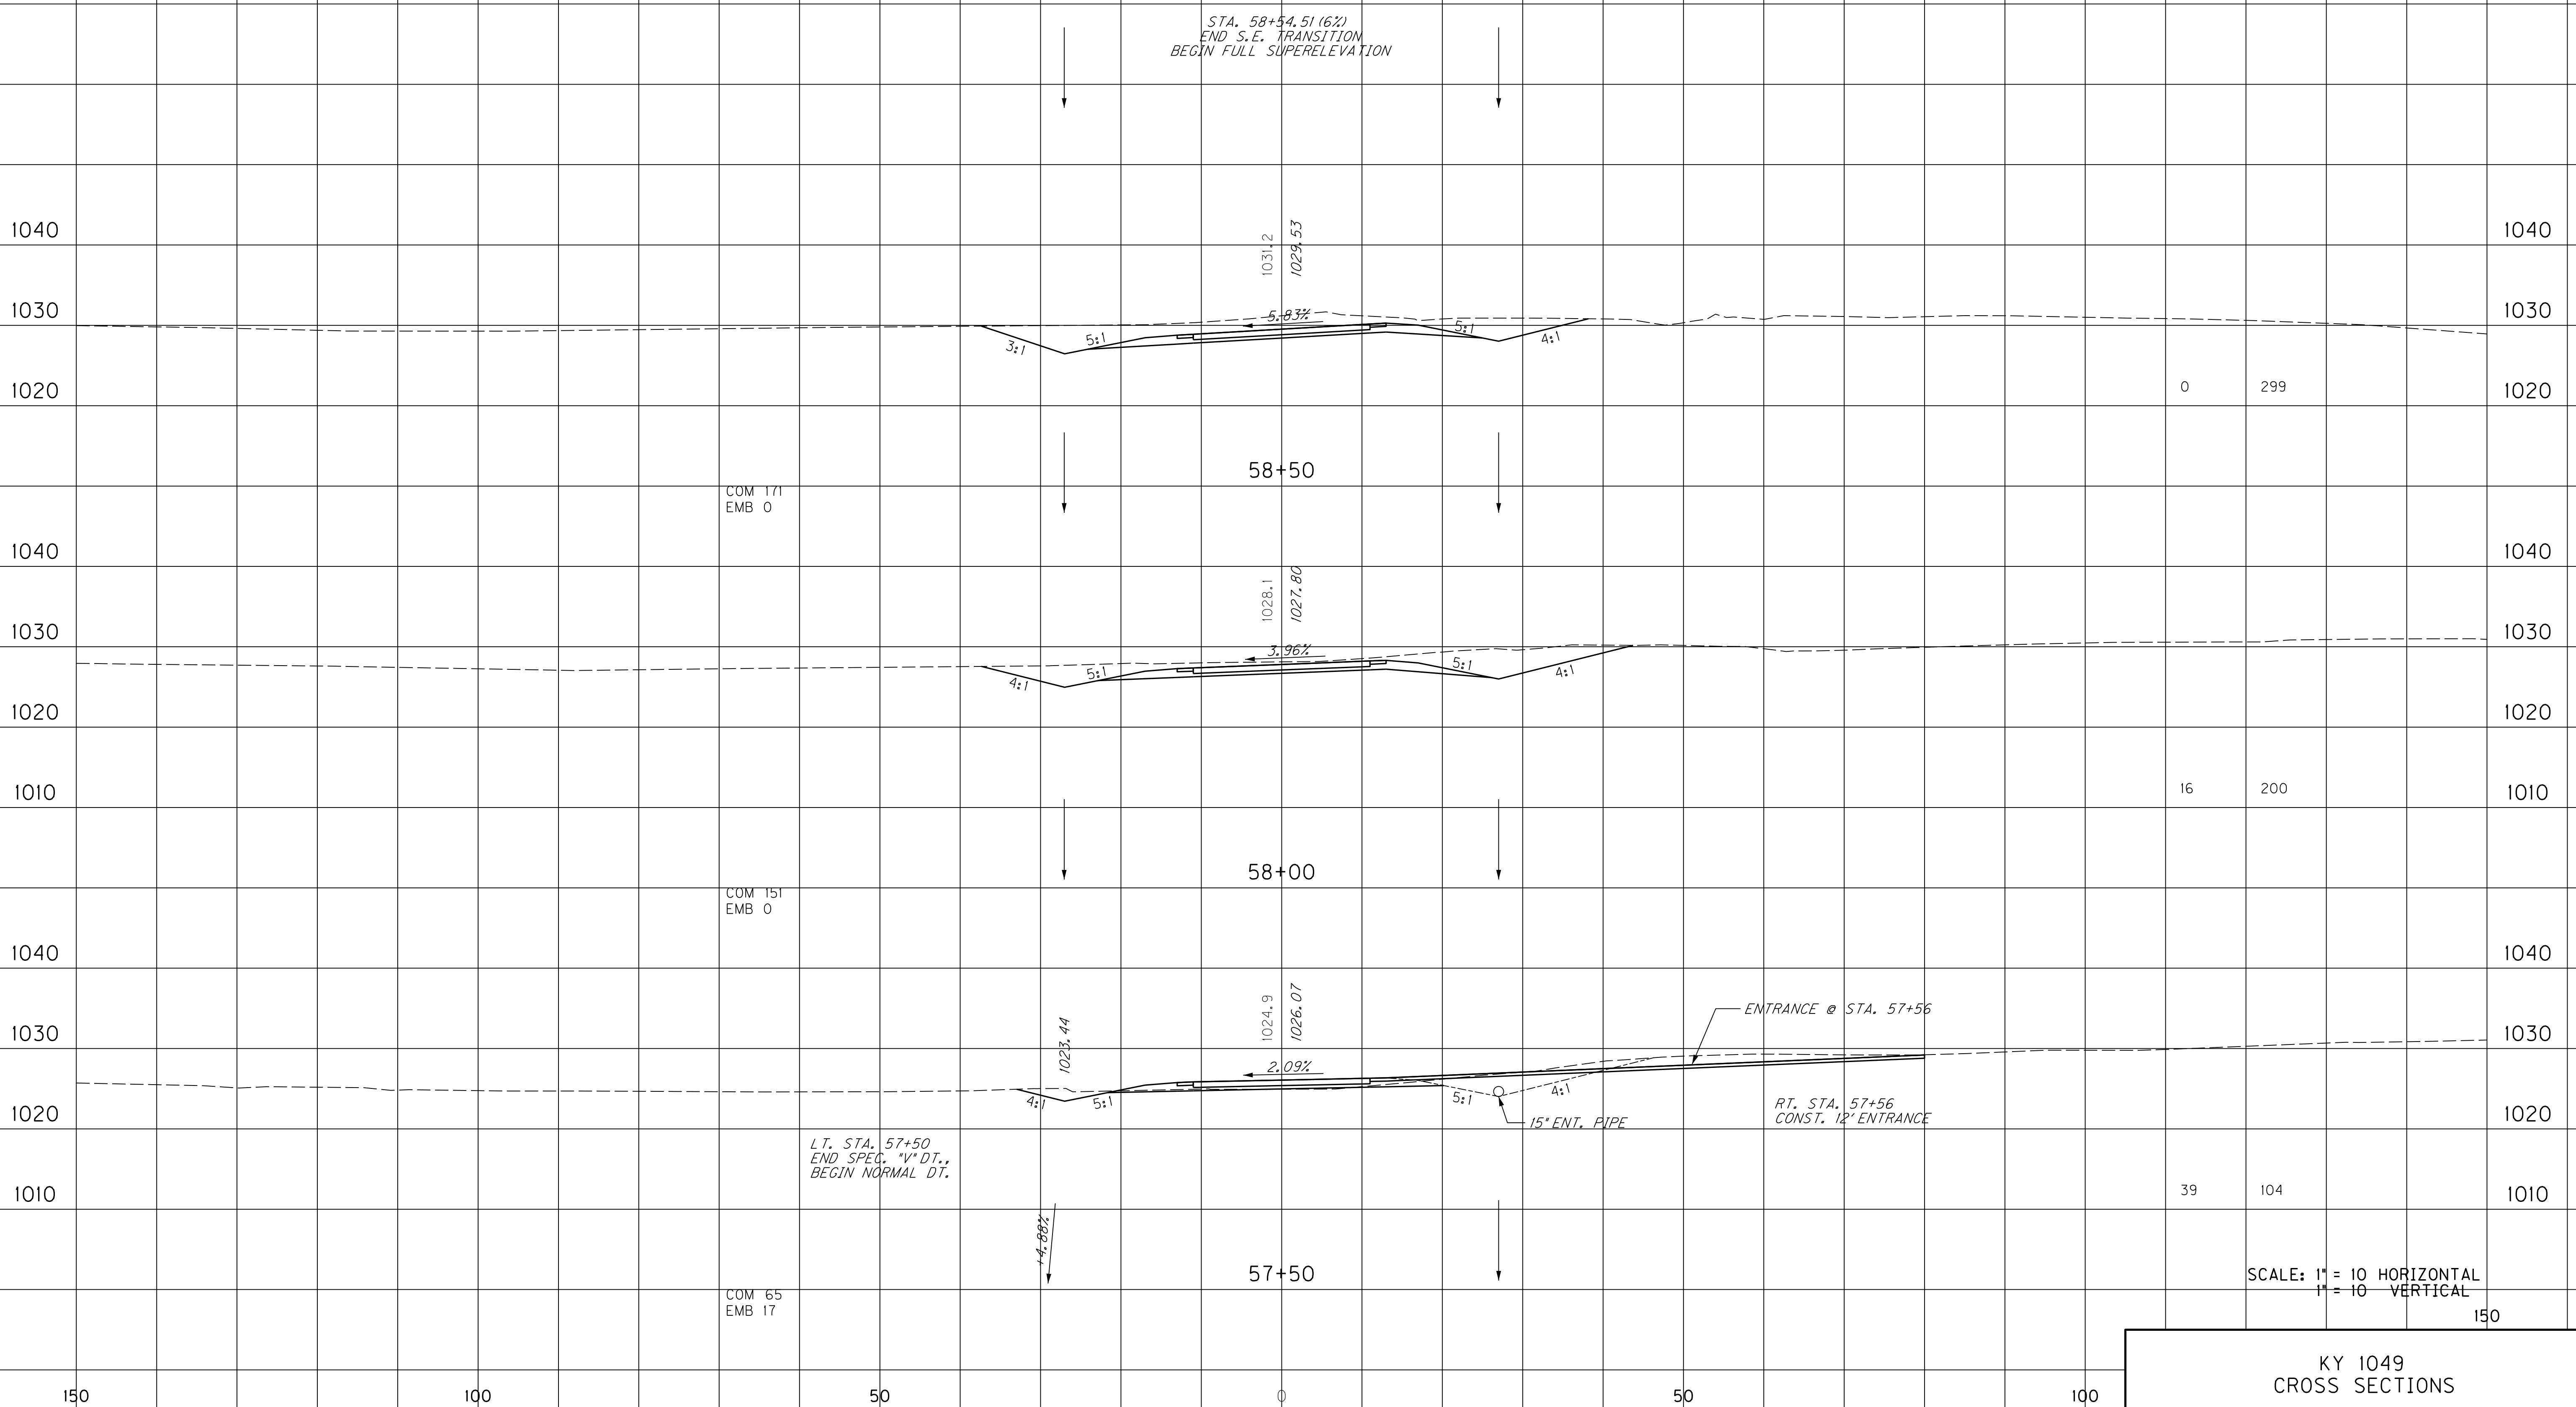 STA. 58+54.51 (6%)
END S.E. TRANSITION
BEGIN FULL SUPERELEVATION
1040
1031.2
1029.53
1040
1030
5.83%
1030
3:1
5:1
5:1
4:1
1020
0 299
1020
58+50
COM 171
EMB 0
1040
1028.1
1027.80
1040
1030
3.96%
1030
4:1
5:1
5:1
4:1
1020
1020
1010
16 200
1010
58+00
COM 151
EMB 0
1040
1040
1023.44
1024.9
1026.07
ENTRANCE @ STA. 57+56
1030
2.09%
1030
4:1
5:1
5:1
4:1
1020
15" ENT. PIPE
RT. STA. 57+56
CONST. 12' ENTRANCE
1020
LT. STA. 57+50
END SPEC. "V" DT.,
BEGIN NORMAL DT.
1010
39 104
1010
+4.88%
57+50
COM 65
EMB 17
SCALE: 1" = 10 HORIZONTAL
1" = 10 VERTICAL
150
KY 1049
CROSS SECTIONS
150 100 50 0 50 100